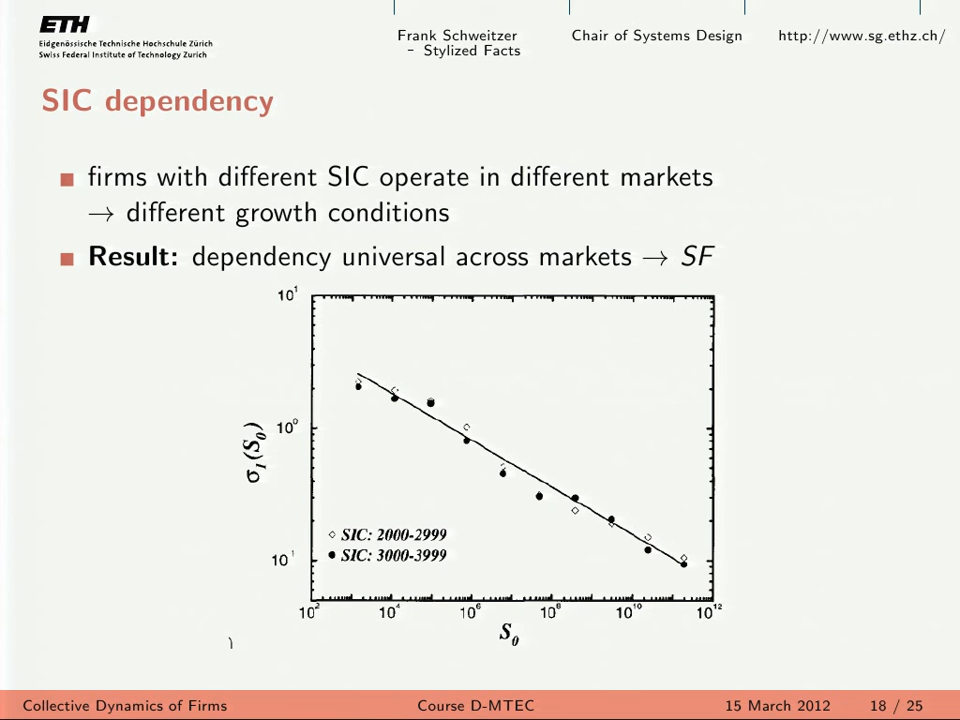 ETH
Eidgenössische Technische Hochschule Zürich
Swiss Federal Institute of Technology Zurich
Frank Schweitzer
– Stylized Facts
Chair of Systems Design
http://www.sg.ethz.ch/
SIC dependency
firms with different SIC operate in different markets
→ different growth conditions
Result: dependency universal across markets → SF
10¹
10⁰
10¹
σ₁(S₀)
◇ SIC: 2000-2999
● SIC: 3000-3999
10² 10⁴ 10⁶ 10⁸ 10¹⁰ 10¹²
S₀
)
Collective Dynamics of Firms
Course D-MTEC
15 March 2012
18 / 25